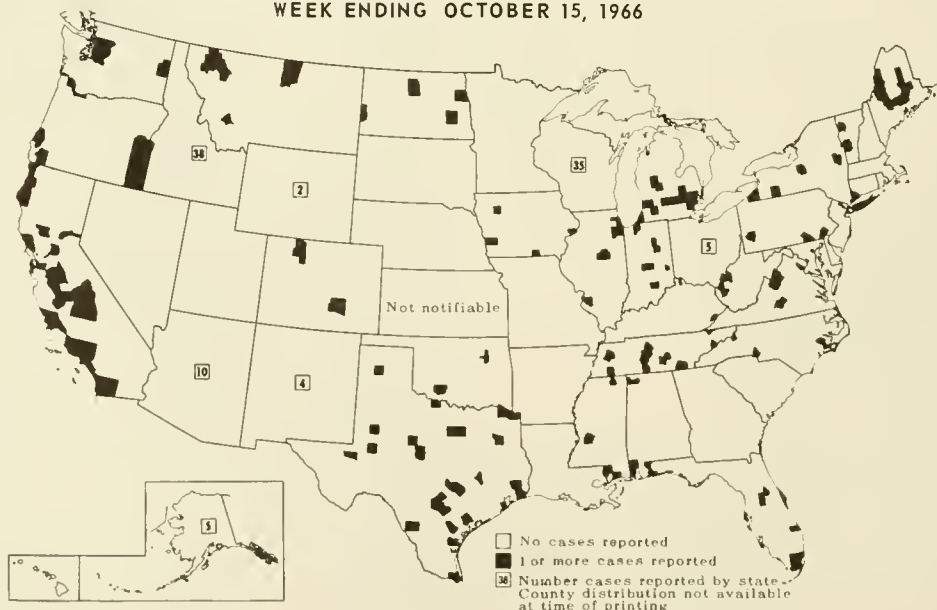 WEEK ENDING OCTOBER 15, 1966
38
2
35
5
Not notifiable
10
4
5
No cases reported
1 or more cases reported
38 Number cases reported by state-
County distribution not available
at time of printing